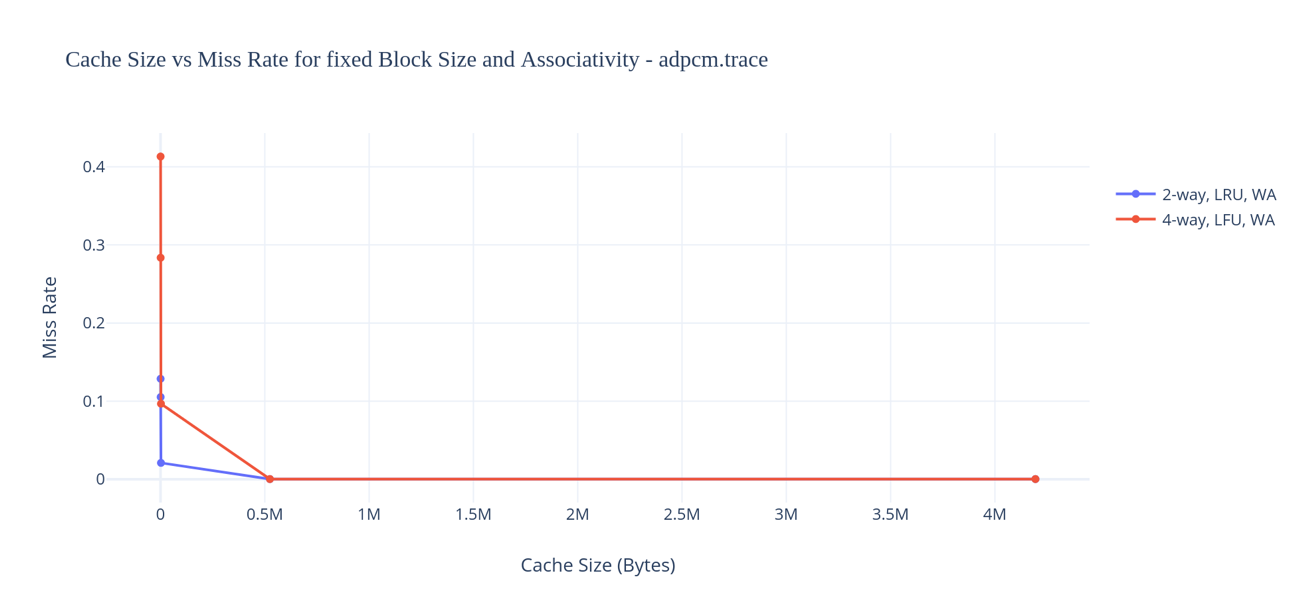 Cache Size vs Miss Rate for fixed Block Size and Associativity - adpcm.trace
0.4
0.3
0.2
0.1
0
Miss Rate
0 0.5M 1M 1.5M 2M 2.5M 3M 3.5M 4M
Cache Size (Bytes)
2-way, LRU, WA
4-way, LFU, WA